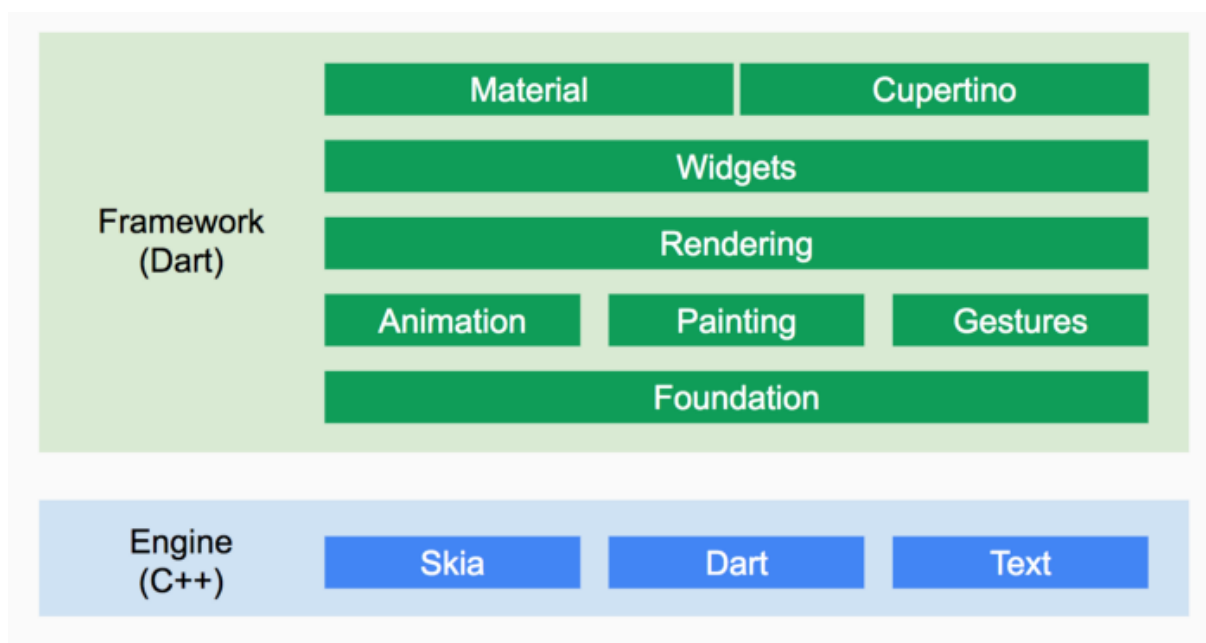 Material
Cupertino
Widgets
Framework
(Dart)
Rendering
Animation
Painting
Gestures
Foundation
Engine
(C++)
Skia
Dart
Text